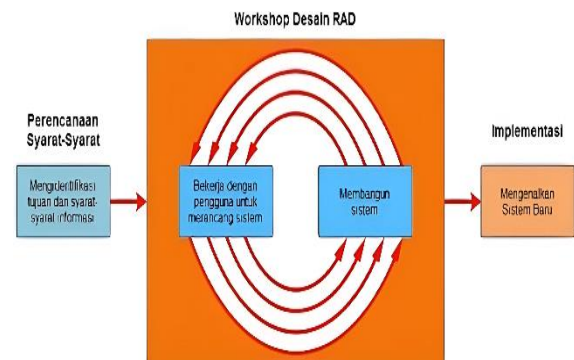 Workshop Desain RAD
Perencanaan
Syarat-Syarat
Mengidentifikasi
tujuan dan syarat-
syarat informasi
Bekerja dengan
pengguna untuk
merancang sistem
Membangun
sistem
Implementasi
Mengenalkan
Sistem Baru